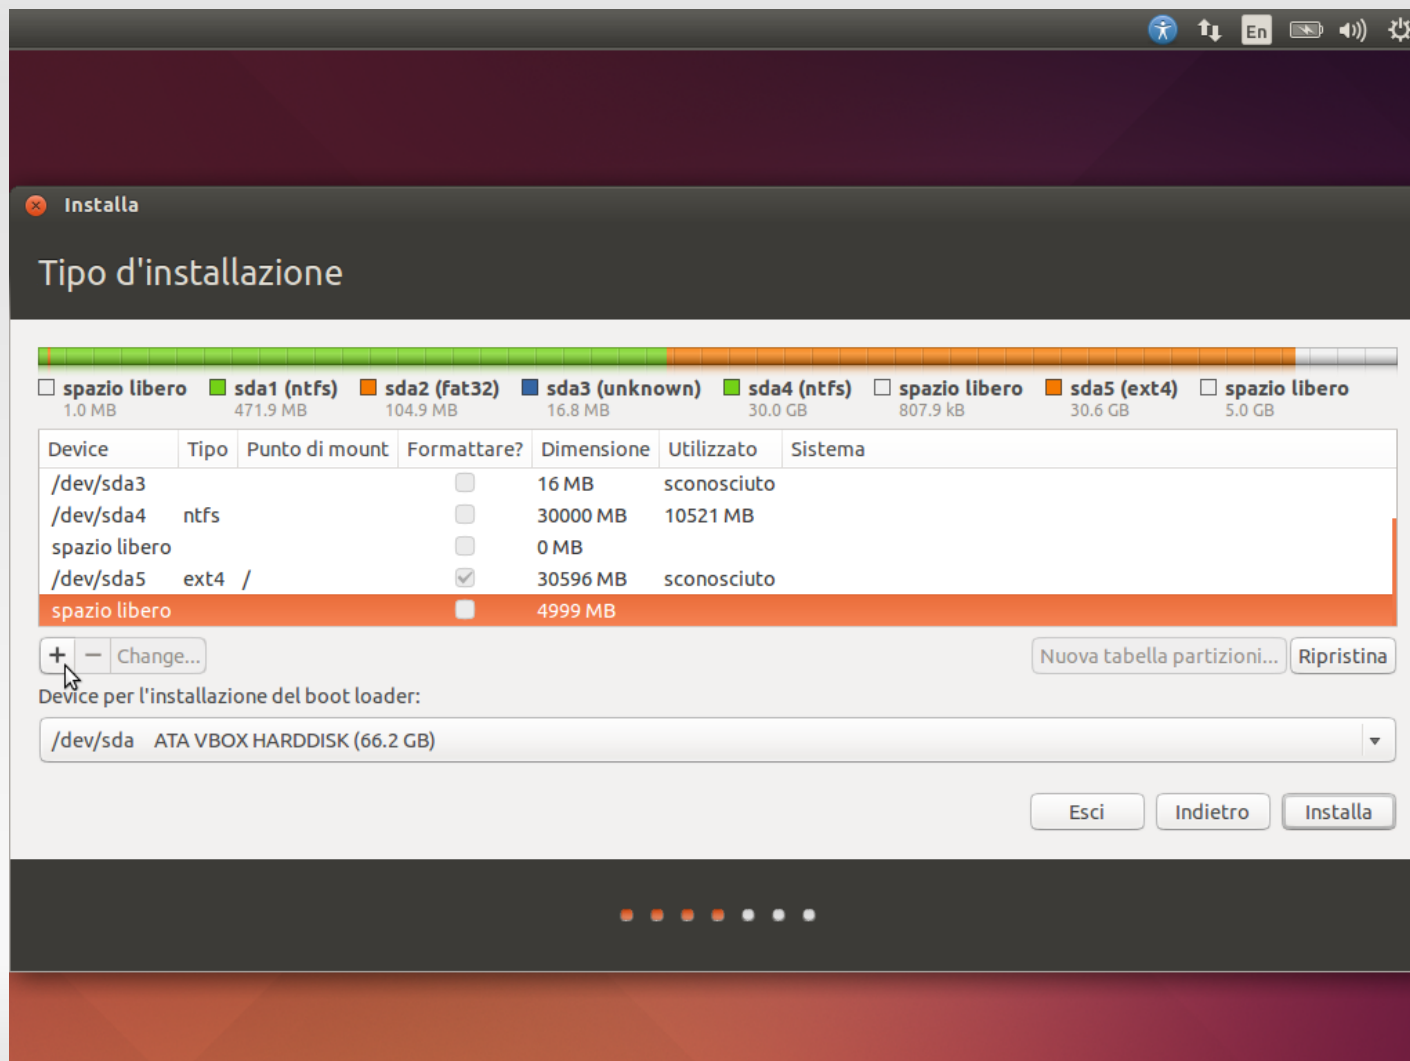 En
Installa
Tipo d'installazione
spazio libero sda1 (ntfs) sda2 (fat32) sda3 (unknown) sda4 (ntfs) spazio libero sda5 (ext4) spazio libero
1.0 MB 471.9 MB 104.9 MB 16.8 MB 30.0 GB 807.9 kB 30.6 GB 5.0 GB
Device Tipo Punto di mount Formattare? Dimensione Utilizzato Sistema
/dev/sda3 16 MB sconosciuto
/dev/sda4 ntfs 30000 MB 10521 MB
spazio libero 0 MB
/dev/sda5 ext4 / 30596 MB sconosciuto
spazio libero 4999 MB
+ − Change... Nuova tabella partizioni... Ripristina
Device per l'installazione del boot loader:
/dev/sda ATA VBOX HARDDISK (66.2 GB)
Esci Indietro Installa